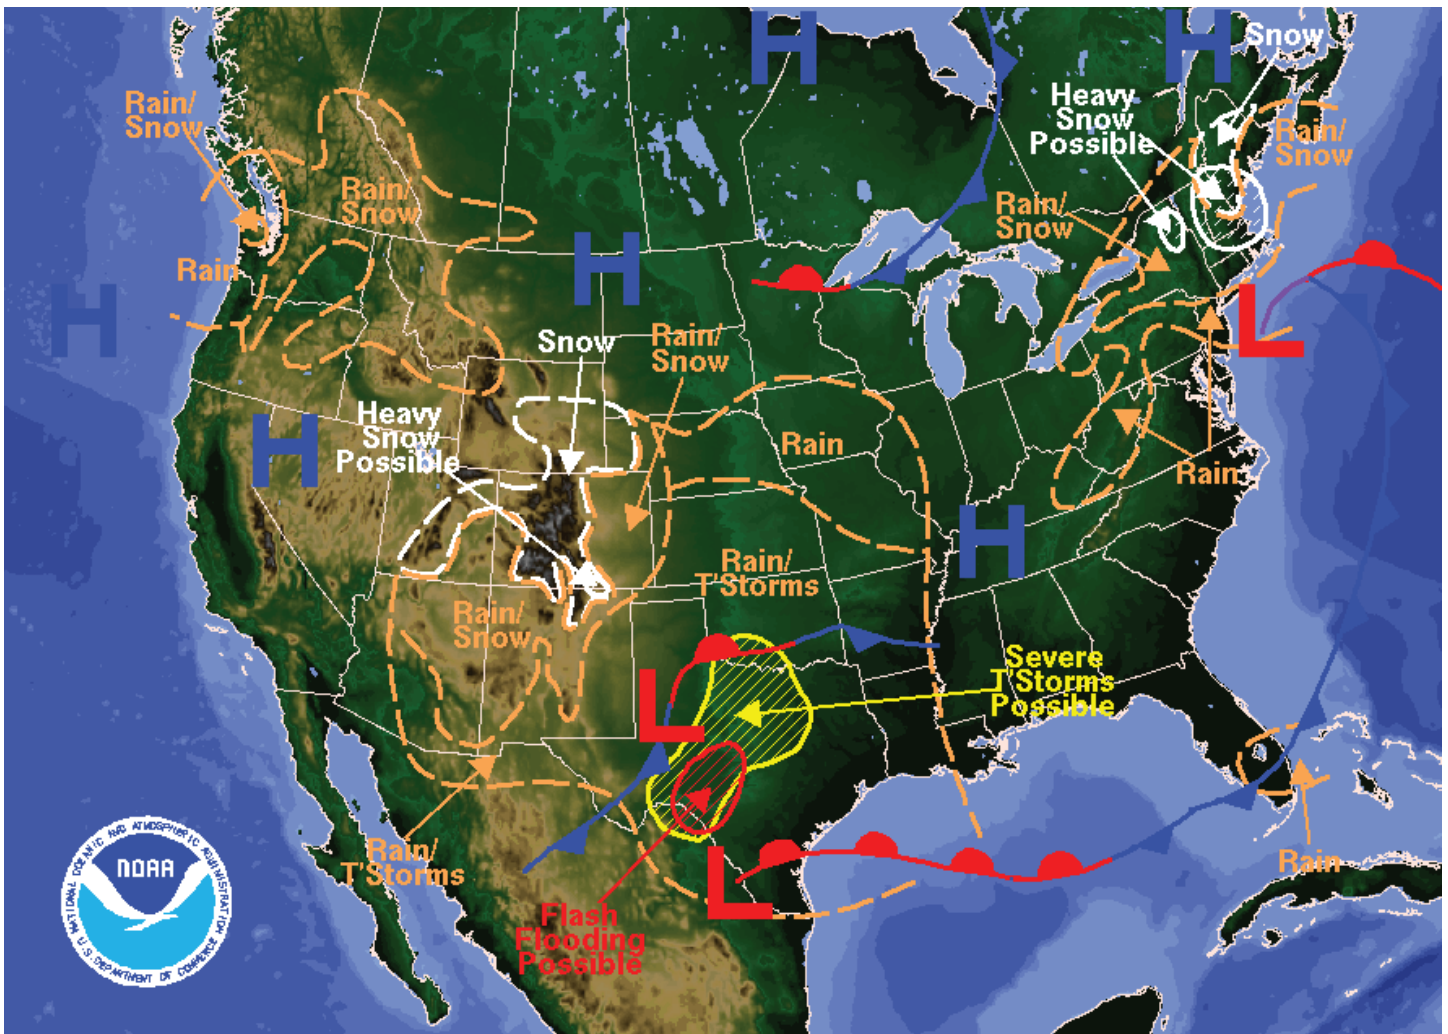 H
H
Snow
Rain/
Snow
Heavy
Snow
Possible
Rain/
Snow
Rain/
Snow
Rain/
Snow
Rain
H
H
L
Snow
Rain/
Snow
Heavy
Snow
Possible
H
Rain
Rain
H
Rain/
T'Storms
Rain/
Snow
Severe
T'Storms
Possible
L
Rain/
T'Storms
L
Rain
Flash
Flooding
Possible
NATIONAL OCEANIC AND ATMOSPHERIC ADMINISTRATION
NOAA
U.S. DEPARTMENT OF COMMERCE